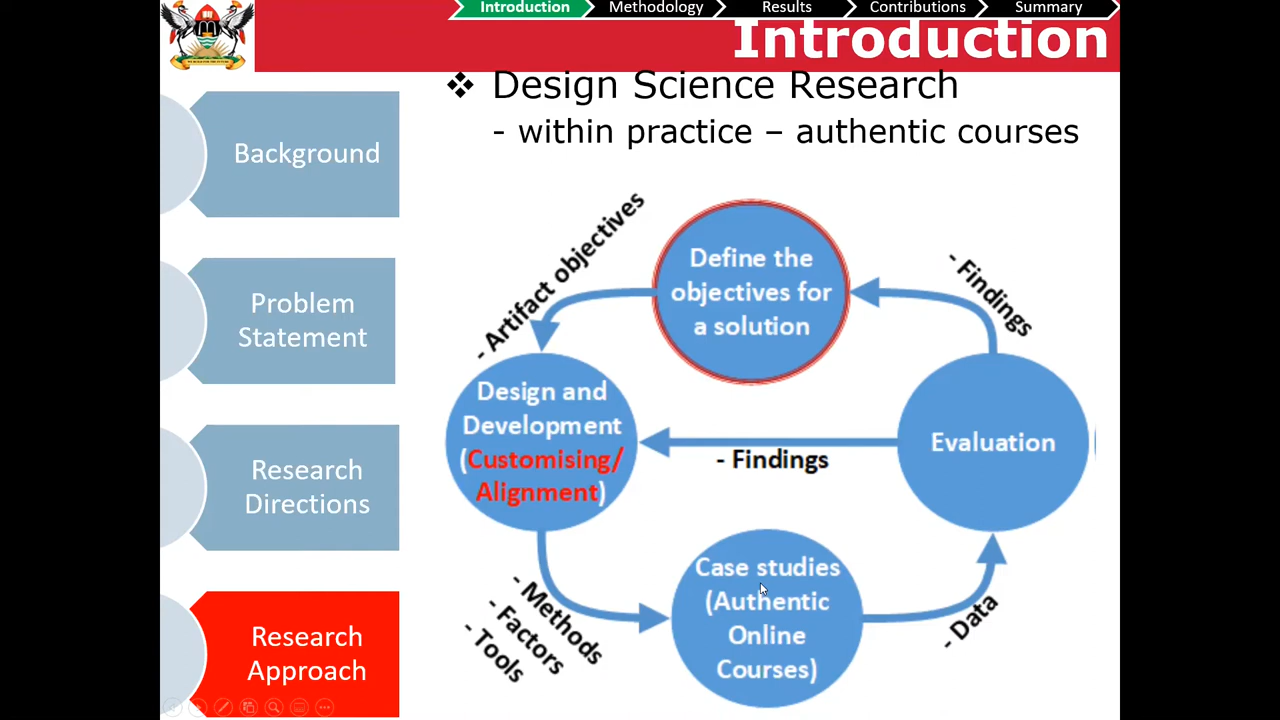 Introduction
Methodology
Results
Contributions
Summary
Introduction
❖ Design Science Research
- within practice – authentic courses
Background
Problem
Statement
Research
Directions
Research
Approach
- Artifact objectives
Define the
objectives for
a solution
- Findings
Design and
Development
(Customising/
Alignment)
- Findings
Evaluation
- Methods
- Factors
- Tools
Case studies
(Authentic
Online
Courses)
- Data